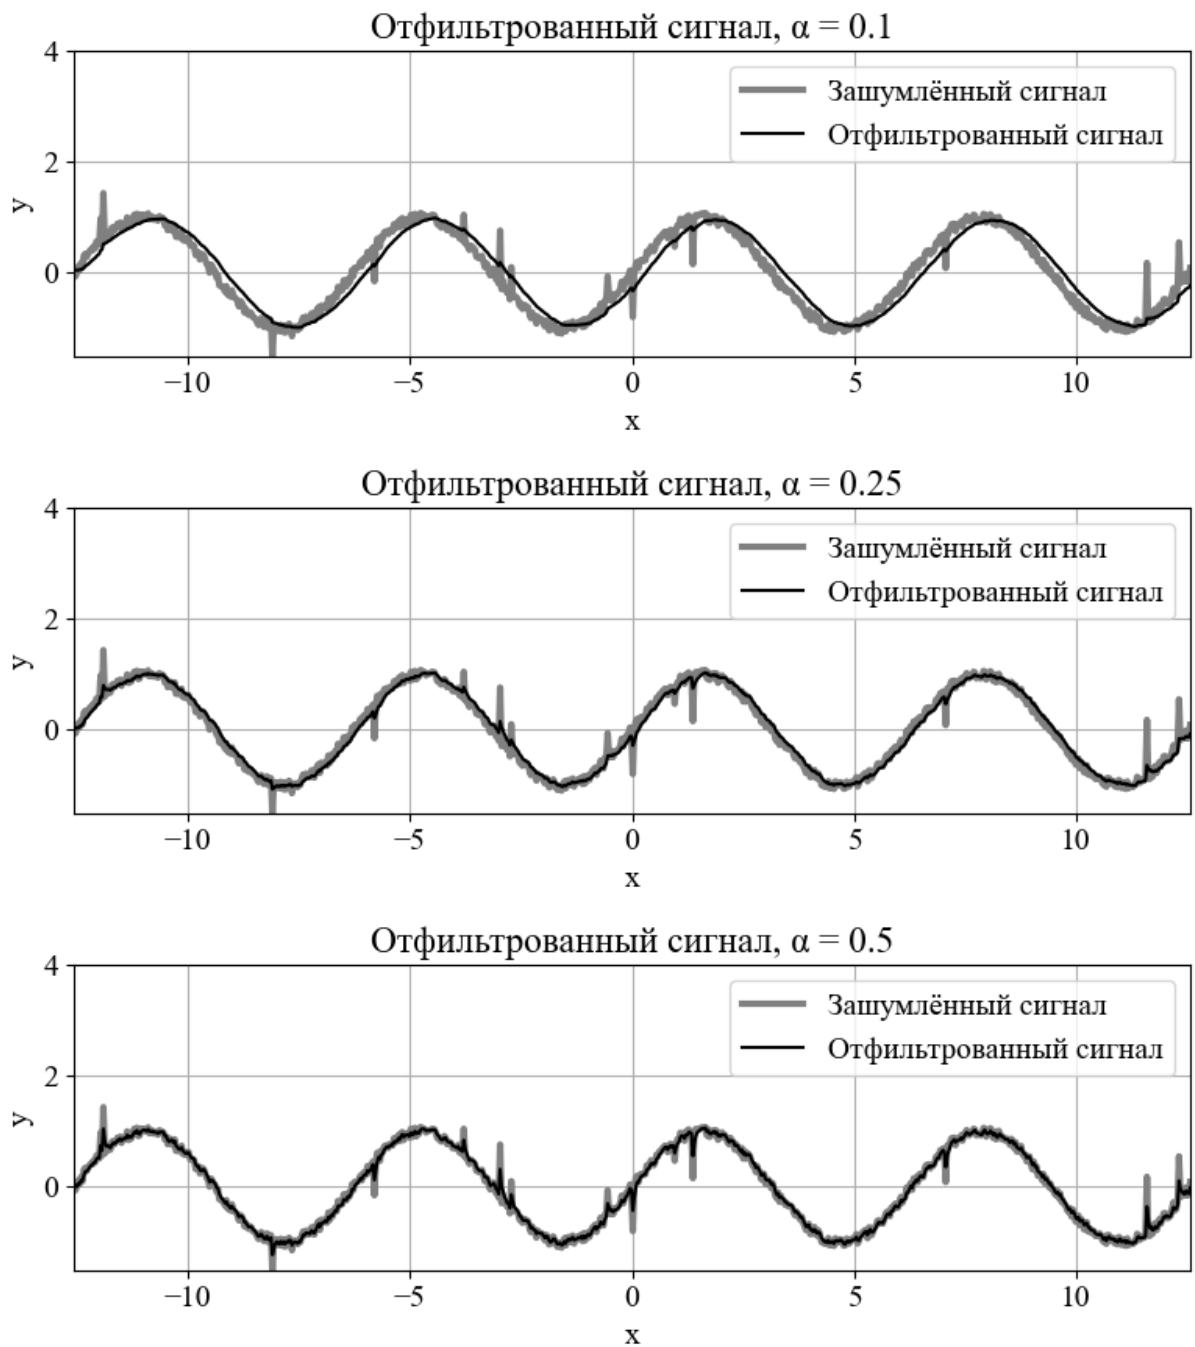 Отфильтрованный сигнал, α = 0.1
4
2
0
y
Зашумлённый сигнал
Отфильтрованный сигнал
−10 −5 0 5 10
x
Отфильтрованный сигнал, α = 0.25
4
2
0
y
Зашумлённый сигнал
Отфильтрованный сигнал
−10 −5 0 5 10
x
Отфильтрованный сигнал, α = 0.5
4
2
0
y
Зашумлённый сигнал
Отфильтрованный сигнал
−10 −5 0 5 10
x